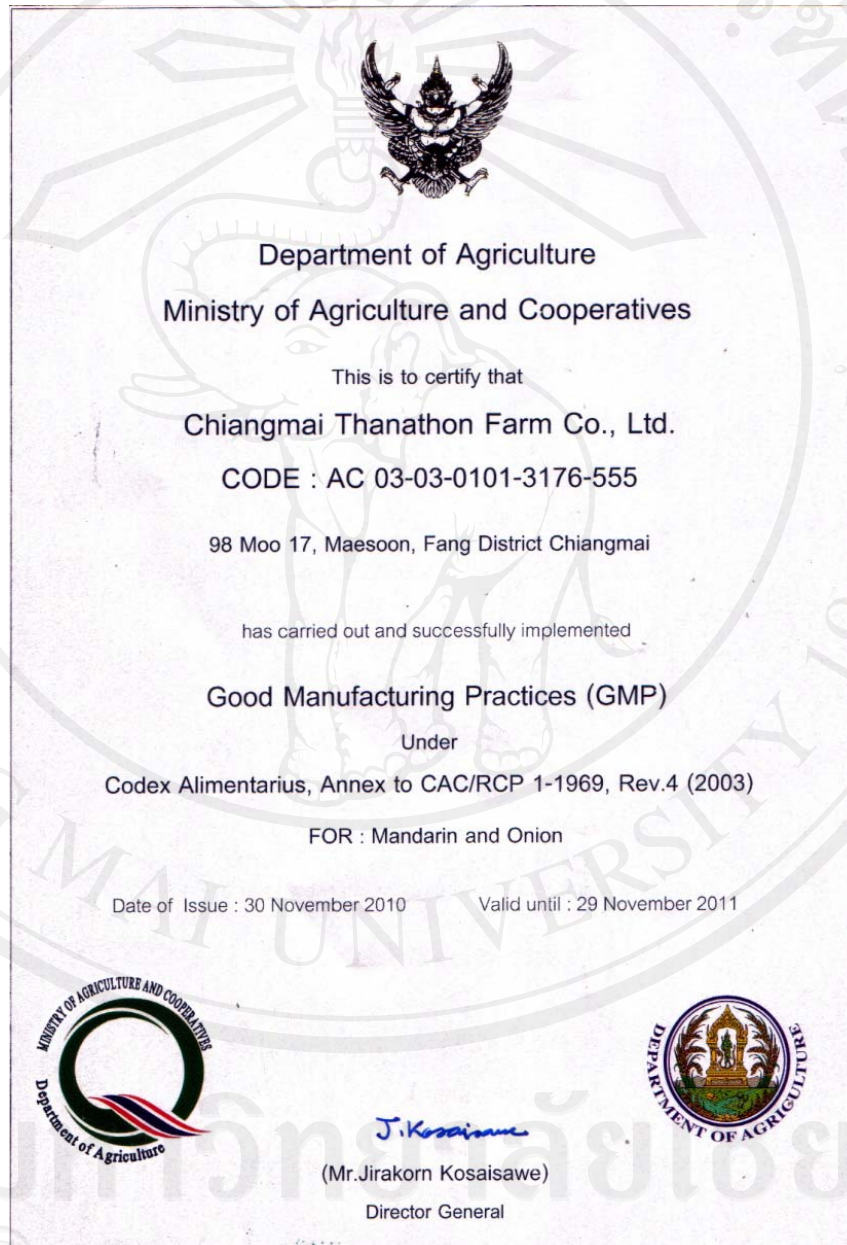 Department of Agriculture
Ministry of Agriculture and Cooperatives
This is to certify that
Chiangmai Thanathon Farm Co., Ltd.
CODE : AC 03-03-0101-3176-555
98 Moo 17, Maesoon, Fang District Chiangmai
has carried out and successfully implemented
Good Manufacturing Practices (GMP)
Under
Codex Alimentarius, Annex to CAC/RCP 1-1969, Rev.4 (2003)
FOR : Mandarin and Onion
Date of Issue : 30 November 2010 Valid until : 29 November 2011
MAI UNIVERSITY
MINISTRY OF AGRICULTURE AND COOPERATIVES
Department of Agriculture
DEPARTMENT OF AGRICULTURE
J. Kosaisawe
(Mr.Jirakorn Kosaisawe)
Director General